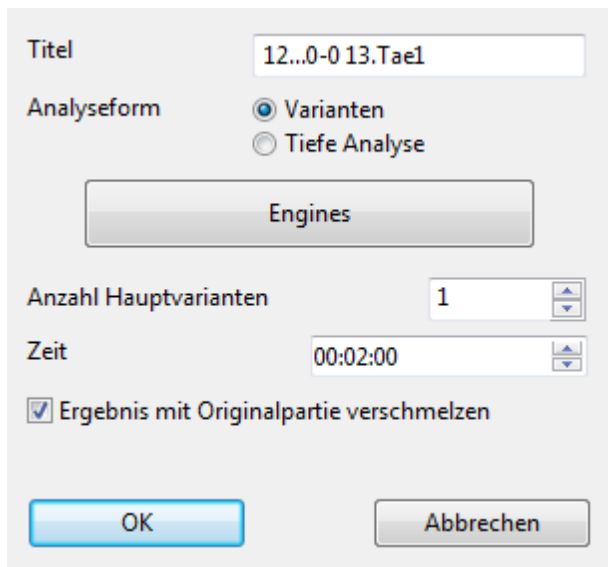 Titel 12...0-0 13.Tae1
Analyseform Varianten
Tiefe Analyse
Engines
Anzahl Hauptvarianten 1
Zeit 00:02:00
Ergebnis mit Originalpartie verschmelzen
OK Abbrechen